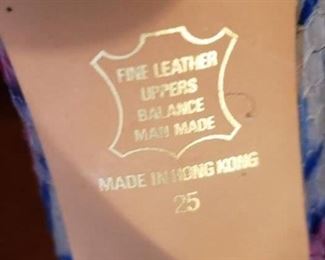 FINE LEATHER
UPPERS
BALANCE
MAN MADE
MADE IN HONG KONG
25